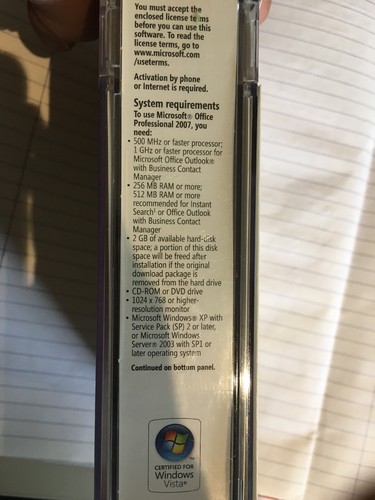 You must accept the
enclosed license terms
before you can use this
software. To read the
license terms, go to
www.microsoft.com
/useterms.
Activation by phone
or Internet is required.
System requirements
To use Microsoft® Office
Professional 2007, you
need:
• 500 MHz or faster processor;
1 GHz or faster processor for
Microsoft Office Outlook®
with Business Contact
Manager
• 256 MB RAM or more;
512 MB RAM or more
recommended for Instant
Search¹ or Office Outlook
with Business Contact
Manager
• 2 GB of available hard-disk
space; a portion of this disk
space will be freed after
installation if the original
download package is
removed from the hard drive
• CD-ROM or DVD drive
• 1024 x 768 or higher-
resolution monitor
• Microsoft Windows® XP with
Service Pack (SP) 2 or later,
or Microsoft Windows
Server® 2003 with SP1 or
later operating system
Continued on bottom panel.
™
CERTIFIED FOR
Windows
Vista®